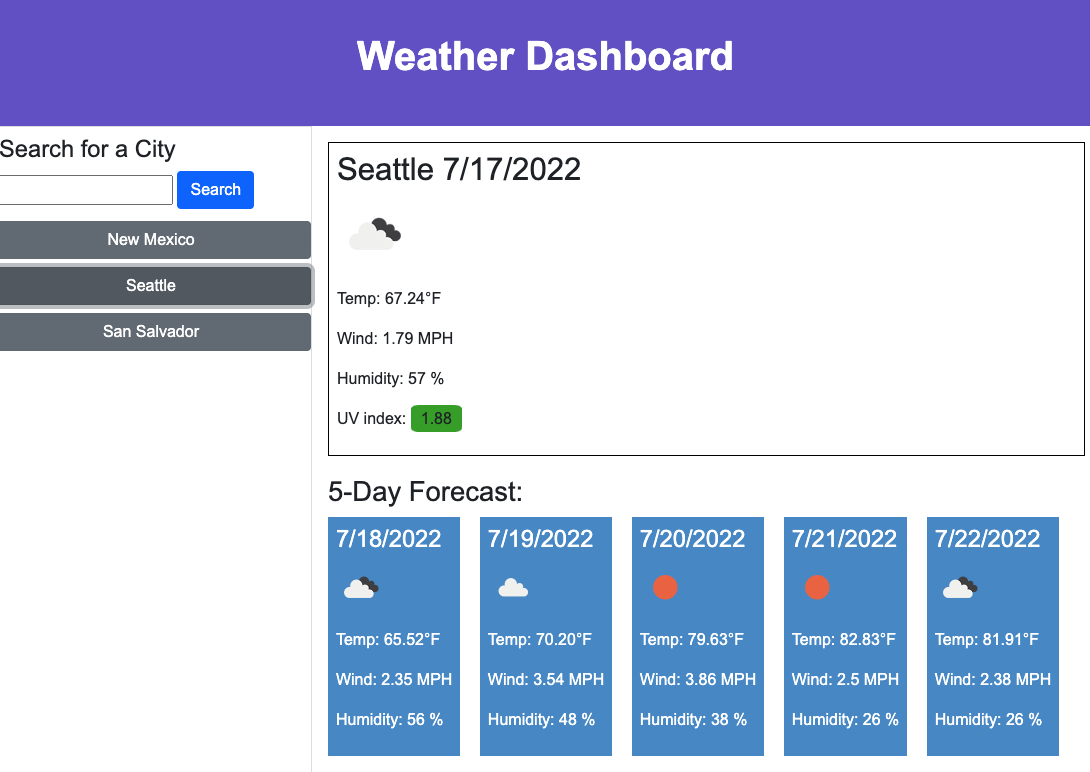 Weather Dashboard
Search for a City
Search
New Mexico
Seattle
San Salvador
Seattle 7/17/2022
Temp: 67.24°F
Wind: 1.79 MPH
Humidity: 57 %
UV index: 1.88
5-Day Forecast:
7/18/2022
Temp: 65.52°F
Wind: 2.35 MPH
Humidity: 56 %
7/19/2022
Temp: 70.20°F
Wind: 3.54 MPH
Humidity: 48 %
7/20/2022
Temp: 79.63°F
Wind: 3.86 MPH
Humidity: 38 %
7/21/2022
Temp: 82.83°F
Wind: 2.5 MPH
Humidity: 26 %
7/22/2022
Temp: 81.91°F
Wind: 2.38 MPH
Humidity: 26 %